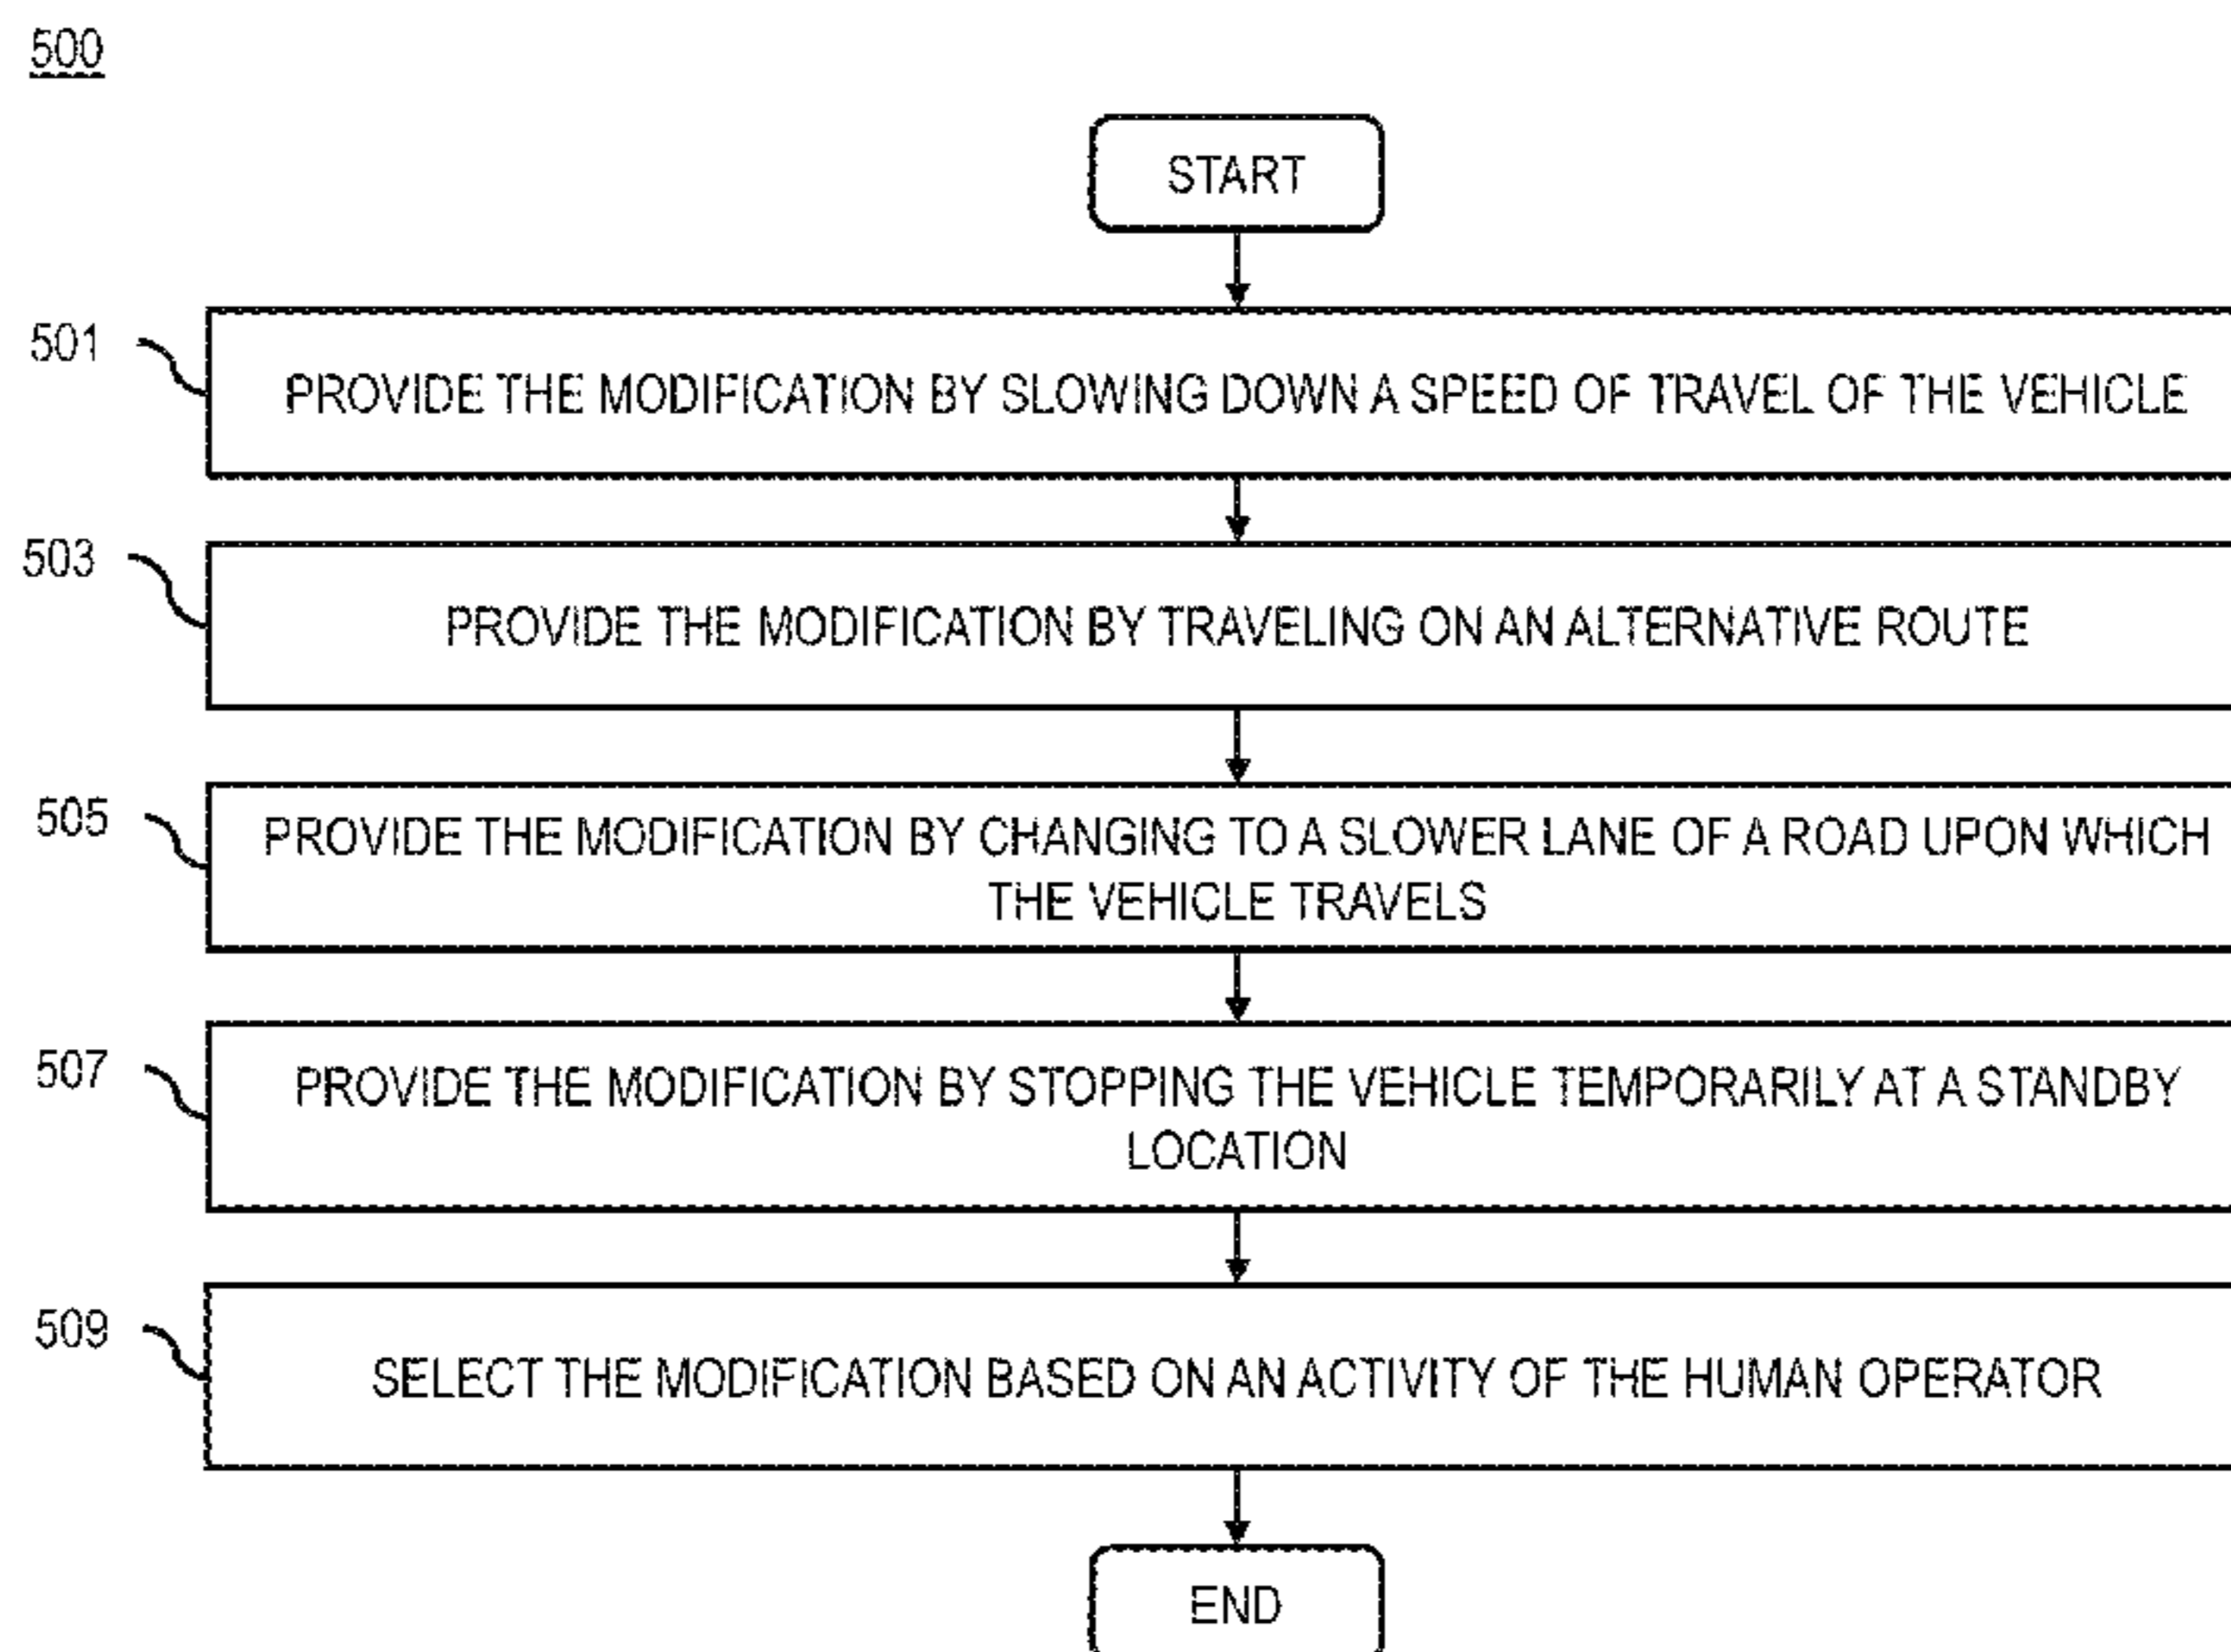 500
START
501
PROVIDE THE MODIFICATION BY SLOWING DOWN A SPEED OF TRAVEL OF THE VEHICLE
503
PROVIDE THE MODIFICATION BY TRAVELING ON AN ALTERNATIVE ROUTE
505
PROVIDE THE MODIFICATION BY CHANGING TO A SLOWER LANE OF A ROAD UPON WHICH
THE VEHICLE TRAVELS
507
PROVIDE THE MODIFICATION BY STOPPING THE VEHICLE TEMPORARILY AT A STANDBY
LOCATION
509
SELECT THE MODIFICATION BASED ON AN ACTIVITY OF THE HUMAN OPERATOR
END